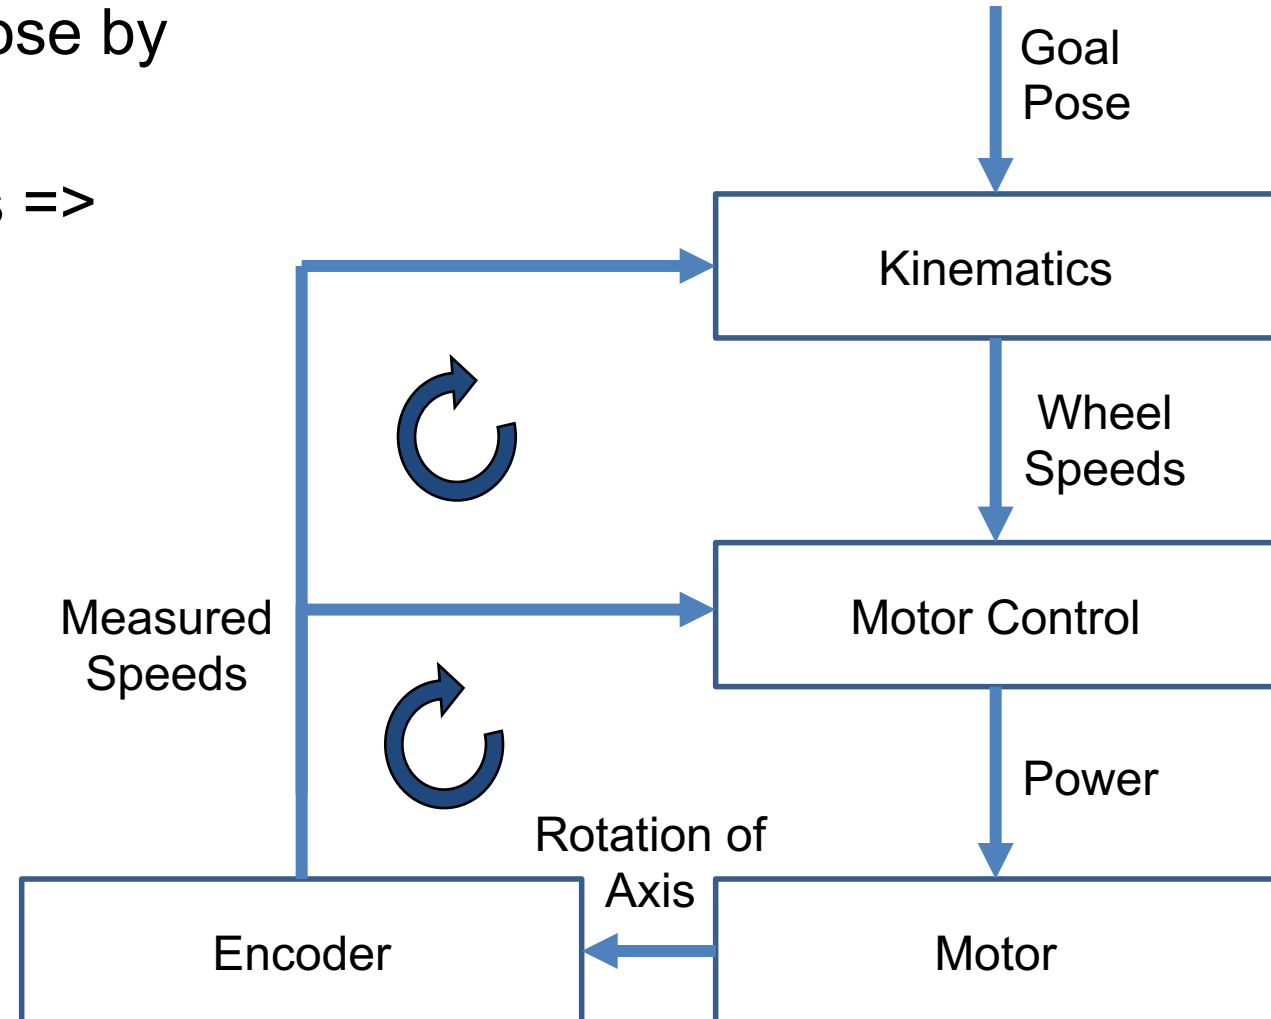 ose by
=>
Goal
Pose
Kinematics
Wheel
Speeds
Measured
Speeds
Motor Control
Power
Rotation of
Axis
Encoder
Motor